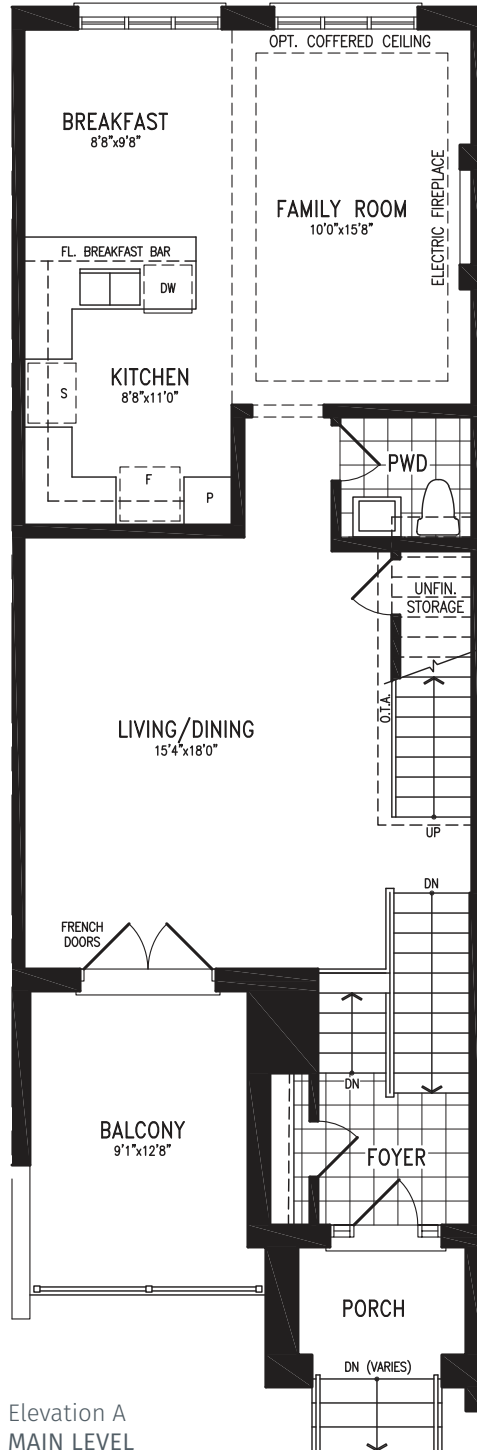 OPT. COFFERED CEILING
BREAKFAST
8'8"x9'8"
FAMILY ROOM
10'0"x15'8"
ELECTRIC FIREPLACE
FL. BREAKFAST BAR
DW
KITCHEN
8'8"x11'0"
S
F
P
PWD
UNFIN.
STORAGE
LIVING/DINING
15'4"x18'0"
O.T.A.
UP
DN
FRENCH
DOORS
DN
BALCONY
9'1"x12'8"
FOYER
PORCH
DN (VARIES)
Elevation A
MAIN LEVEL